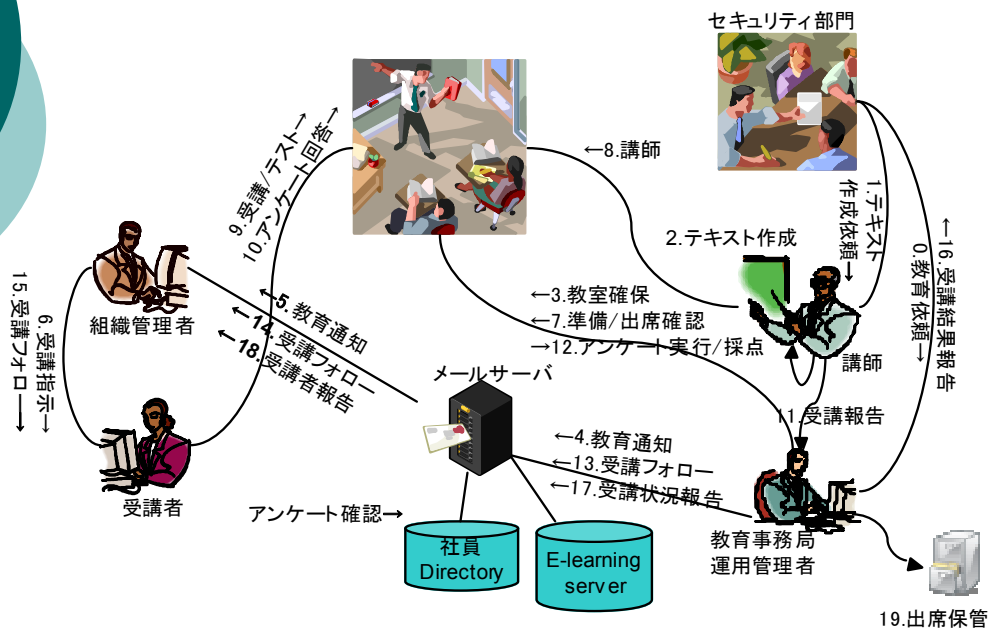 セキュリティ部門
9.受講/テスト→
10.アンケート回答→
←8.講師
1.テキスト
作成依頼→
←16.受講結果報告
0.教育依頼→
2.テキスト作成
講師
組織管理者
15.受講フォロー→
6.受講指示→
←5.教育通知
←14.受講フォロー
←18.受講者報告
←3.教室確保
←7.準備/出席確認
→12.アンケート実行/採点
メールサーバ
11.受講報告
←4.教育通知
←13.受講フォロー
←17.受講状況報告
受講者
アンケート確認→
社員
Directory
E-learning
server
教育事務局
運用管理者
19.出席保管